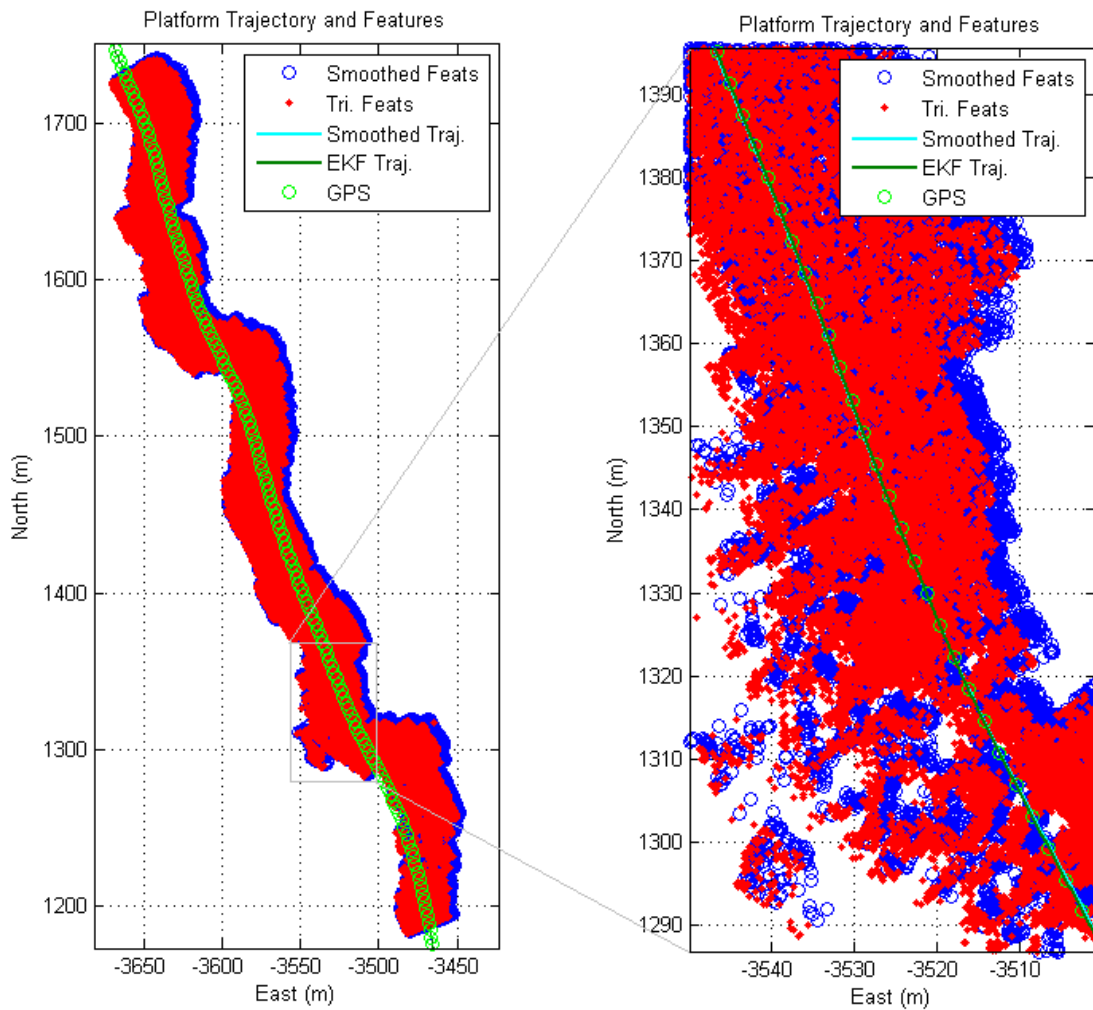 Platform Trajectory and Features
Smoothed Feats
Tri. Feats
Smoothed Traj.
EKF Traj.
GPS
1700
1600
1500
1400
1300
1200
North (m)
-3650 -3600 -3550 -3500 -3450
East (m)
Platform Trajectory and Features
Smoothed Feats
Tri. Feats
Smoothed Traj.
EKF Traj.
GPS
1390
1380
1370
1360
1350
1340
1330
1320
1310
1300
1290
North (m)
-3540 -3530 -3520 -3510
East (m)